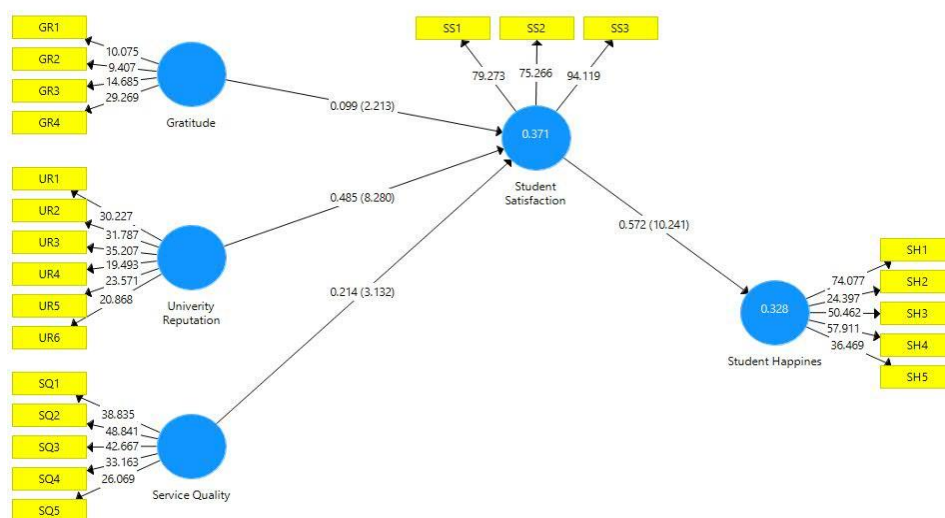 GR1
GR2
GR3
GR4
10.075
9.407
14.685
29.269
Gratitude
UR1
UR2
UR3
UR4
UR5
UR6
30.227
31.787
35.207
19.493
23.571
20.868
Univerity
Reputation
SQ1
SQ2
SQ3
SQ4
SQ5
38.835
48.841
42.667
33.163
26.069
Service Quality
0.099 (2.213)
0.485 (8.280)
0.214 (3.132)
SS1
SS2
SS3
79.273
75.266
94.119
0.371
Student
Satisfaction
0.572 (10.241)
0.328
Student Happines
74.077
24.397
50.462
57.911
36.469
SH1
SH2
SH3
SH4
SH5